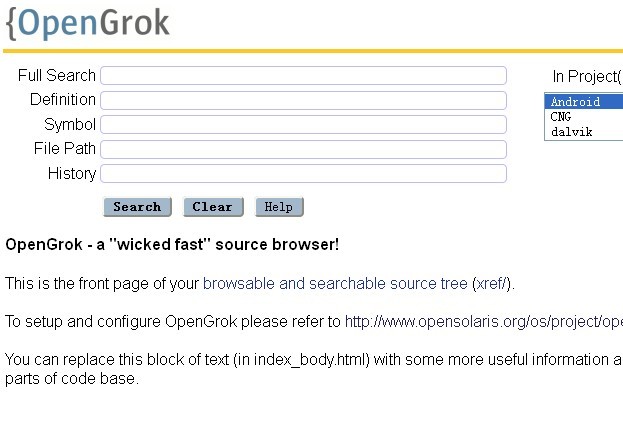 {OpenGrok
Full Search
In Project(
Definition
Android
Symbol
CNG
dalvik
File Path
History
Search Clear Help
OpenGrok - a "wicked fast" source browser!
This is the front page of your browsable and searchable source tree (xref/).
To setup and configure OpenGrok please refer to http://www.opensolaris.org/os/project/ope
You can replace this block of text (in index_body.html) with some more useful information a
parts of code base.